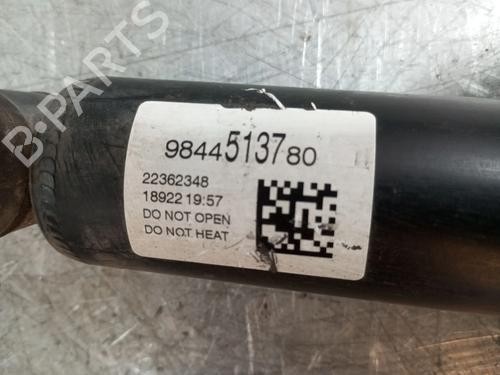 B-PARTS
9844513780
22362348
18922 19:57
DO NOT OPEN
DO NOT HEAT